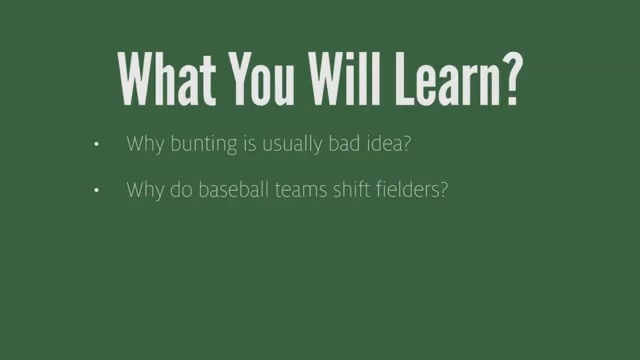 What You Will Learn?
• Why bunting is usually bad idea?
• Why do baseball teams shift fielders?